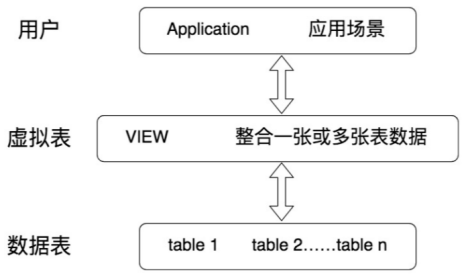 用户 Application 应用场景
虚拟表 VIEW 整合一张或多张表数据
数据表 table 1 table 2......table n